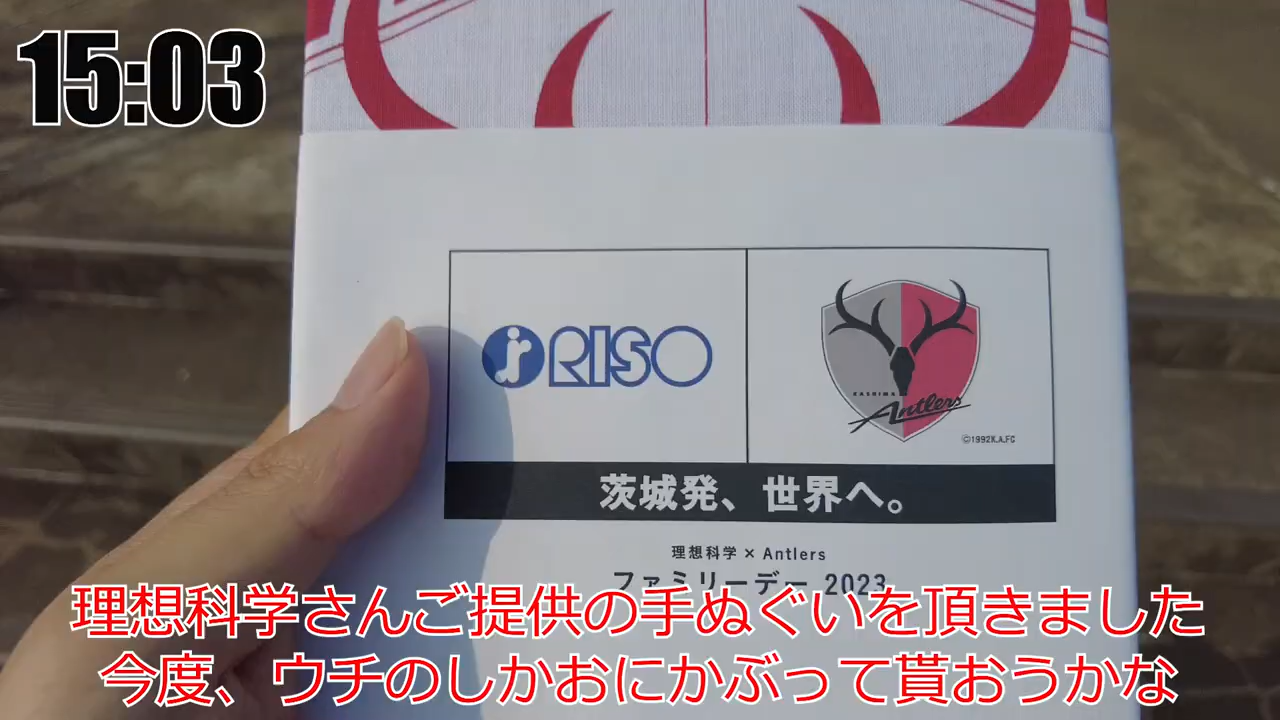 15:03
RISO
KASHIMA
Antlers
©1992K.A.FC
茨城発、世界へ。
理想科学 × Antlers
ファミリーデー 2023
理想科学さんご提供の手ぬぐいを頂きました
今度、ウチのしかおにかぶって貰おうかな